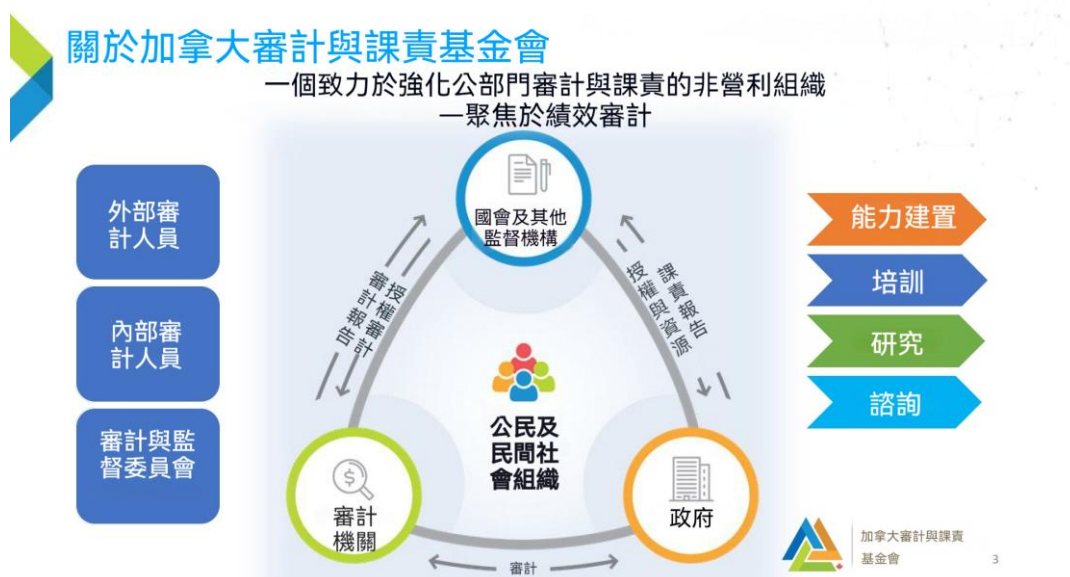 關於加拿大審計與課責基金會
一個致力於強化公部門審計與課責的非營利組織
—聚焦於績效審計
外部審
計人員
內部審
計人員
審計與監
督委員會
國會及其他
監督機構
授權審計
審計報告
課責報告
授權與資源
公民及
民間社
會組織
審計
機關
政府
審計
能力建置
培訓
研究
諮詢
加拿大審計與課責
基金會
3